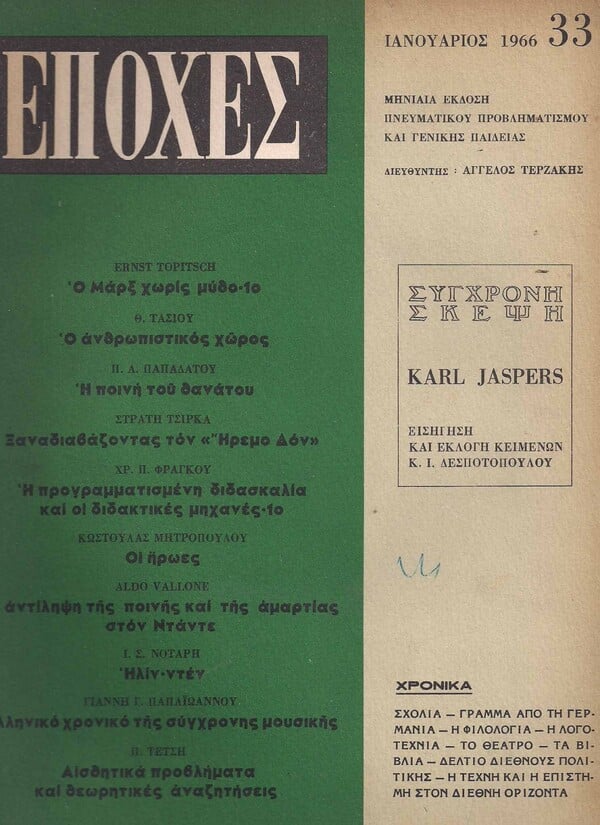 ΕΠΟΧΕΣ
ΙΑΝΟΥΑΡΙΟΣ 1966 33
ΜΗΝΙΑΙΑ ΕΚΔΟΣΗ
ΠΝΕΥΜΑΤΙΚΟΥ ΠΡΟΒΛΗΜΑΤΙΣΜΟΥ
ΚΑΙ ΓΕΝΙΚΗΣ ΠΑΙΔΕΙΑΣ
ΔΙΕΥΘΥΝΤΗΣ : ΑΓΓΕΛΟΣ ΤΕΡΖΑΚΗΣ
ERNST TOPITSCH
Ὁ Μάρξ χωρίς μύθο-1ο
Θ. ΤΑΣΙΟΥ
Ὁ ἀνθρωπιστικός χῶρος
Π. Α. ΠΑΠΑΔΑΤΟΥ
Ἡ ποινή τοῦ θανάτου
ΣΤΡΑΤΗ ΤΣΙΡΚΑ
Ξαναδιαβάζοντας τόν «Ἤρεμο Δόν»
ΧΡ. Π. ΦΡΑΓΚΟΥ
Ἡ προγραμματισμένη διδασκαλία
καί οἱ διδακτικές μηχανές-1ο
ΚΩΣΤΟΥΛΑΣ ΜΗΤΡΟΠΟΥΛΟΥ
Οἱ ἥρωες
ALDO VALLONE
ἀντίληψη τῆς ποινῆς καί τῆς ἁμαρτίας
στόν Ντάντε
Ι. Σ. ΝΟΤΑΡΗ
Ἠλίν-ντέν
ΓΙΑΝΝΗ Γ. ΠΑΠΑΪΩΑΝΝΟΥ
λληνικό χρονικό τῆς σύγχρονης μουσικῆς
Π. ΤΕΤΣΗ
Αἰσθητικά προβλήματα
καί θεωρητικές ἀναζητήσεις
ΣΥΓΧΡΟΝΗ
ΣΚΕΨΗ
KARL JASPERS
ΕΙΣΗΓΗΣΗ
ΚΑΙ ΕΚΛΟΓΗ ΚΕΙΜΕΝΩΝ
Κ. Ι. ΔΕΣΠΟΤΟΠΟΥΛΟΥ
ΧΡΟΝΙΚΑ
ΣΧΟΛΙΑ — ΓΡΑΜΜΑ ΑΠΟ ΤΗ ΓΕΡ-
ΜΑΝΙΑ — Η ΦΙΛΟΛΟΓΙΑ — Η ΛΟΓΟ-
ΤΕΧΝΙΑ — ΤΟ ΘΕΑΤΡΟ — ΤΑ ΒΙ-
ΒΛΙΑ — ΔΕΛΤΙΟ ΔΙΕΘΝΟΥΣ ΠΟΛΙ-
ΤΙΚΗΣ — Η ΤΕΧΝΗ ΚΑΙ Η ΕΠΙΣΤΗ-
ΜΗ ΣΤΟΝ ΔΙΕΘΝΗ ΟΡΙΖΟΝΤΑ